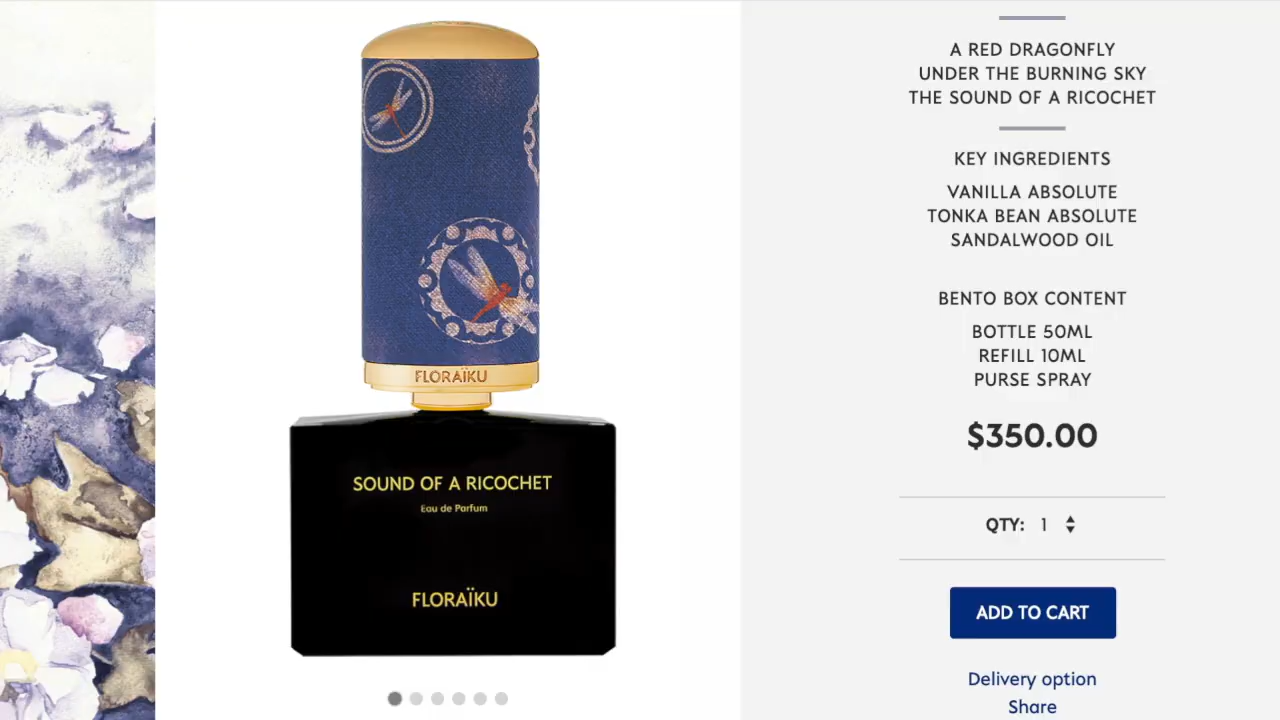 FLORAÏKU
SOUND OF A RICOCHET
Eau de Parfum
FLORAÏKU
A RED DRAGONFLY
UNDER THE BURNING SKY
THE SOUND OF A RICOCHET
KEY INGREDIENTS
VANILLA ABSOLUTE
TONKA BEAN ABSOLUTE
SANDALWOOD OIL
BENTO BOX CONTENT
BOTTLE 50ML
REFILL 10ML
PURSE SPRAY
$350.00
QTY: 1
ADD TO CART
Delivery option
Share